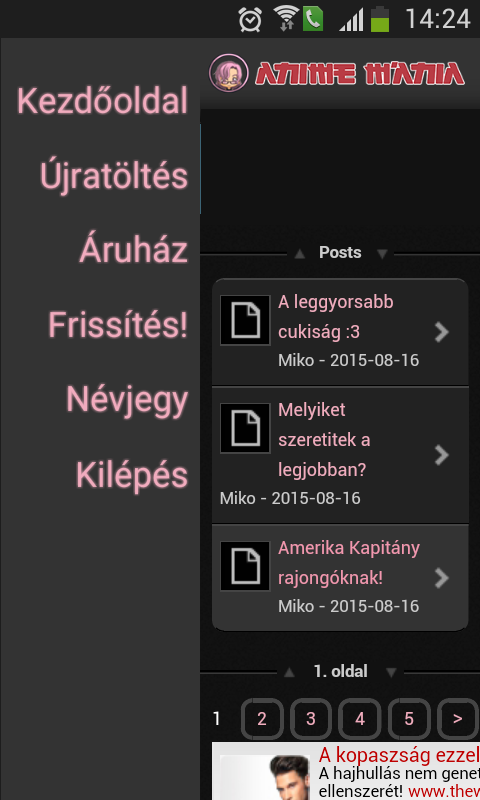 14:24
Kezdőoldal
Újratöltés
Áruház
Frissítés!
Névjegy
Kilépés
ANIME MÁNIA
Posts
A leggyorsabb
cukiság :3
Miko - 2015-08-16
Melyiket
szeretitek a
legjobban?
Miko - 2015-08-16
Amerika Kapitány
rajongóknak!
Miko - 2015-08-16
1. oldal
1 2 3 4 5 >
A kopaszság ezzel
A hajhullás nem genet
ellenszerét! www.thew